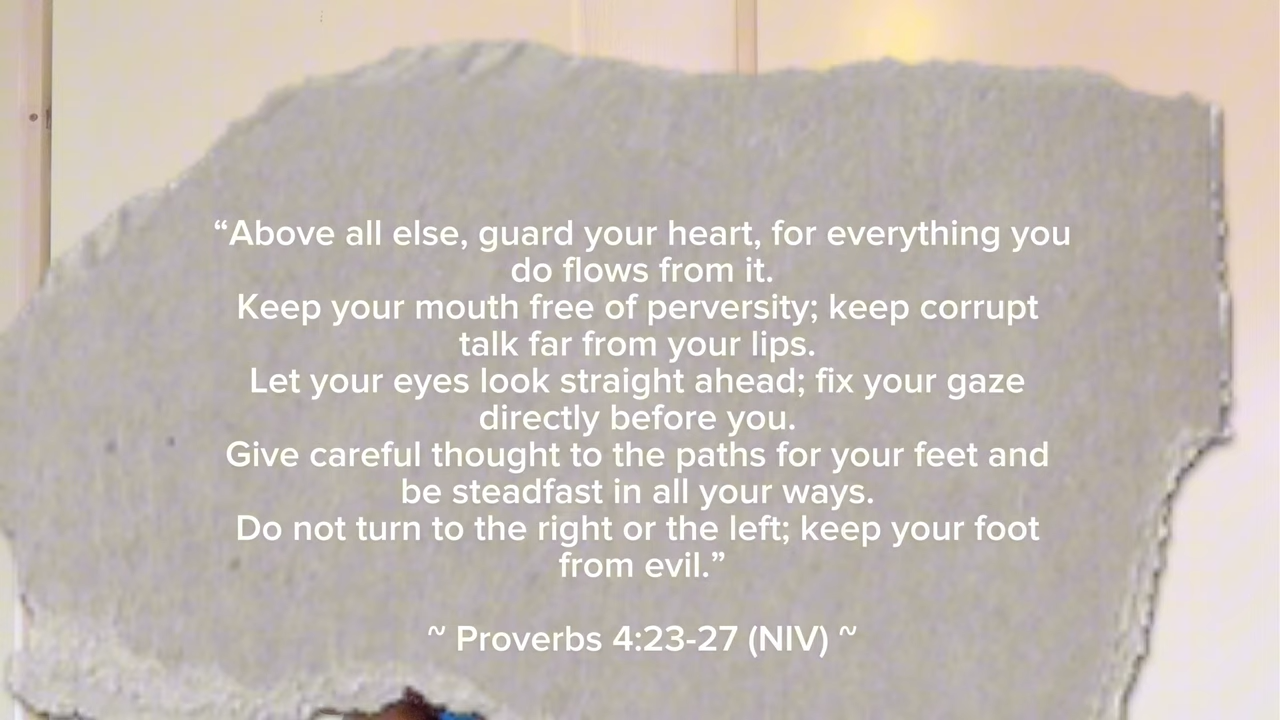 “Above all else, guard your heart, for everything you
do flows from it.
Keep your mouth free of perversity; keep corrupt
talk far from your lips.
Let your eyes look straight ahead; fix your gaze
directly before you.
Give careful thought to the paths for your feet and
be steadfast in all your ways.
Do not turn to the right or the left; keep your foot
from evil.”
~ Proverbs 4:23-27 (NIV) ~